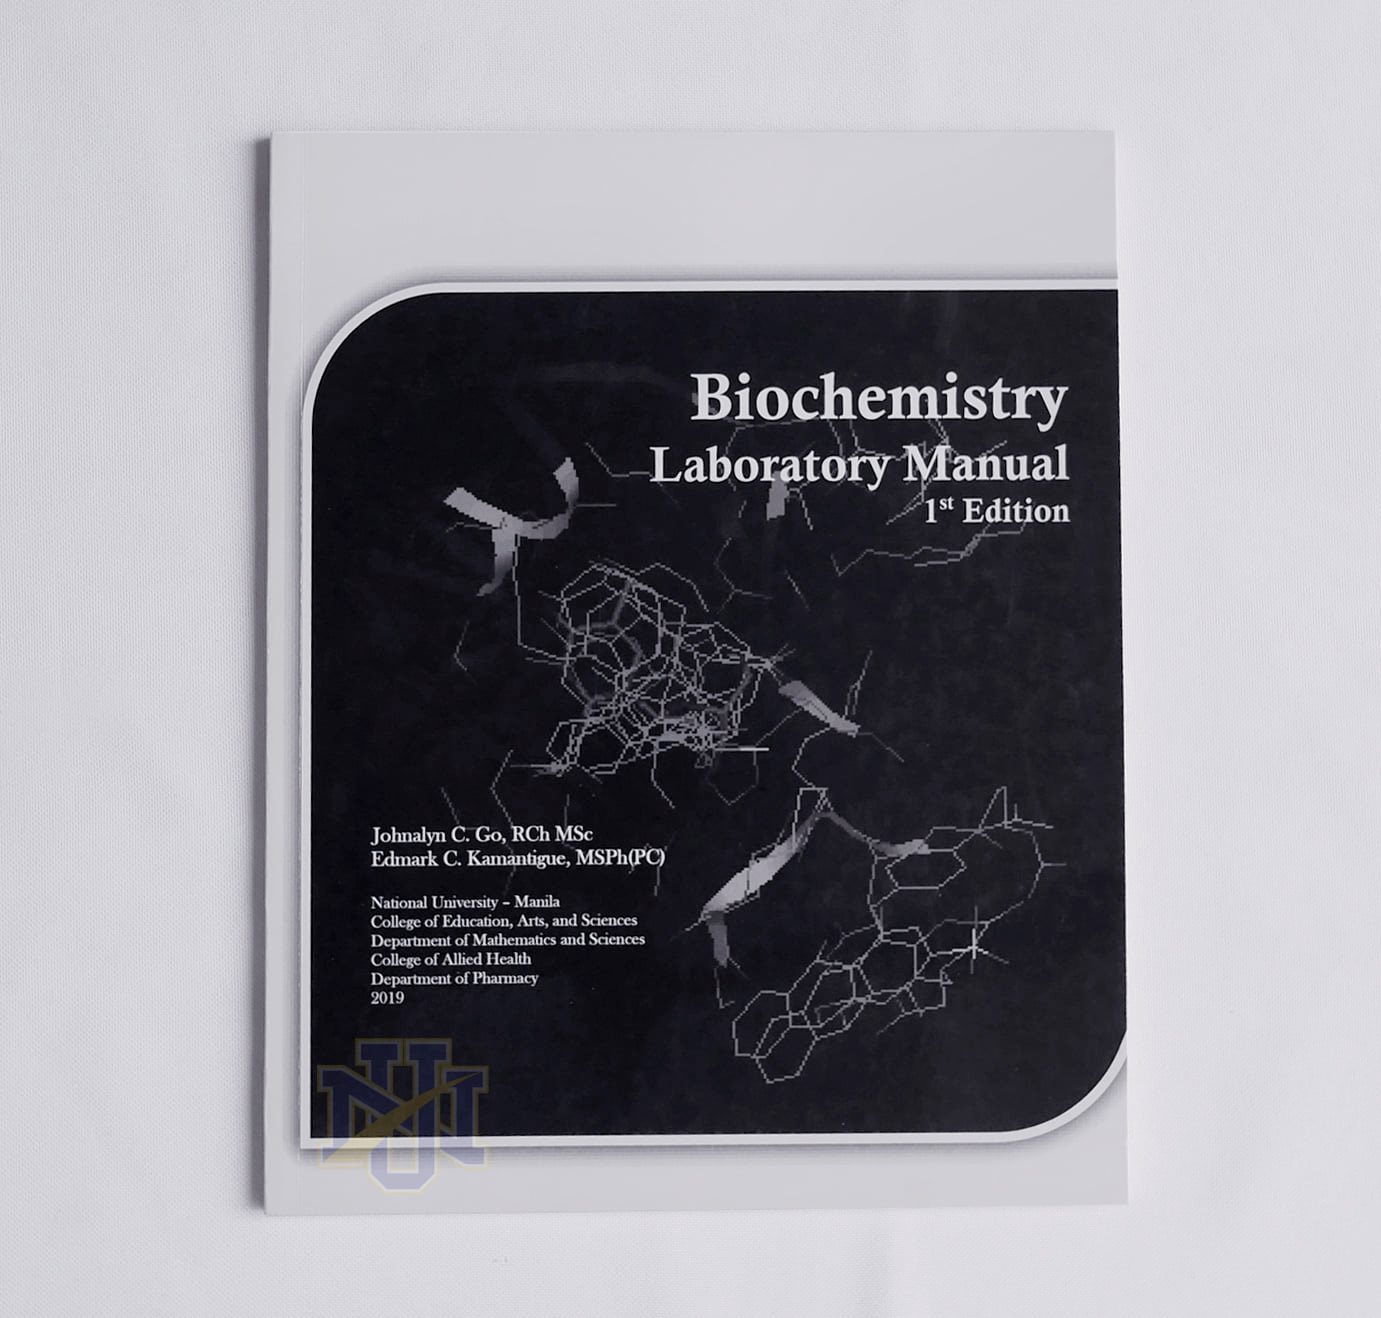 Biochemistry
Laboratory Manual
1st Edition
Johnalyn C. Go, RCh MSc
Edmark C. Kamantigue, MSPh(PC)
National University – Manila
College of Education, Arts, and Sciences
Department of Mathematics and Sciences
College of Allied Health
Department of Pharmacy
2019
NU